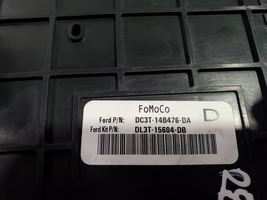 FoMoCo
D
Ford P/N: DC3T-14B476-DA
Ford Kit P/N: DL3T-15604-DB